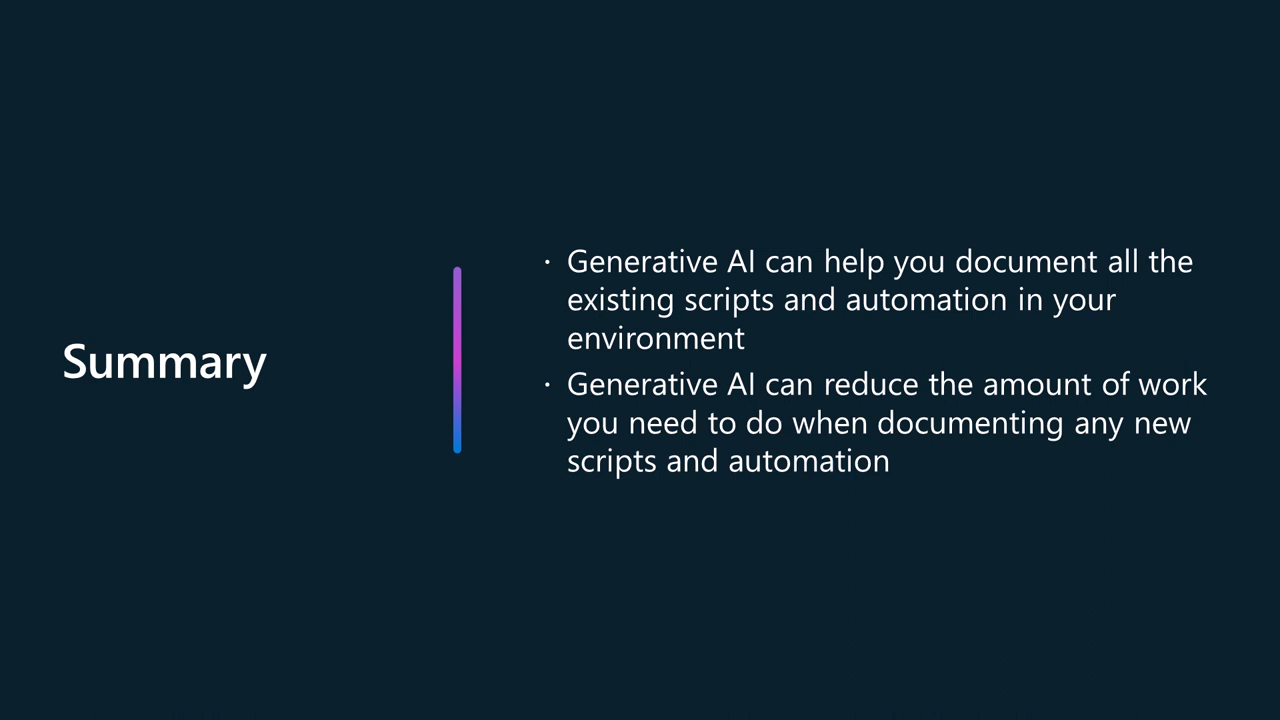 Summary
· Generative AI can help you document all the
existing scripts and automation in your
environment
· Generative AI can reduce the amount of work
you need to do when documenting any new
scripts and automation